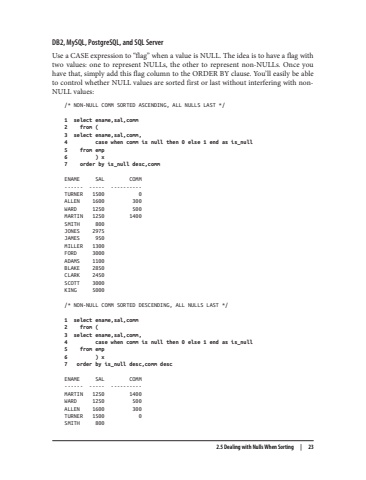 DB2, MySQL, PostgreSQL, and SQL Server
Use a CASE expression to “flag” when a value is NULL. The idea is to have a flag with
two values: one to represent NULLs, the other to represent non-NULLs. Once you
have that, simply add this flag column to the ORDER BY clause. You’ll easily be able
to control whether NULL values are sorted first or last without interfering with non-
NULL values:
/* NON-NULL COMM SORTED ASCENDING, ALL NULLS LAST */
1 select ename,sal,comm
2 from (
3 select ename,sal,comm,
4 case when comm is null then 0 else 1 end as is_null
5 from emp
6 ) x
7 order by is_null desc,comm
ENAME SAL COMM
------ ----- ----------
TURNER 1500 0
ALLEN 1600 300
WARD 1250 500
MARTIN 1250 1400
SMITH 800
JONES 2975
JAMES 950
MILLER 1300
FORD 3000
ADAMS 1100
BLAKE 2850
CLARK 2450
SCOTT 3000
KING 5000
/* NON-NULL COMM SORTED DESCENDING, ALL NULLS LAST */
1 select ename,sal,comm
2 from (
3 select ename,sal,comm,
4 case when comm is null then 0 else 1 end as is_null
5 from emp
6 ) x
7 order by is_null desc,comm desc
ENAME SAL COMM
------ ----- ----------
MARTIN 1250 1400
WARD 1250 500
ALLEN 1600 300
TURNER 1500 0
SMITH 800
2.5 Dealing with Nulls When Sorting | 23